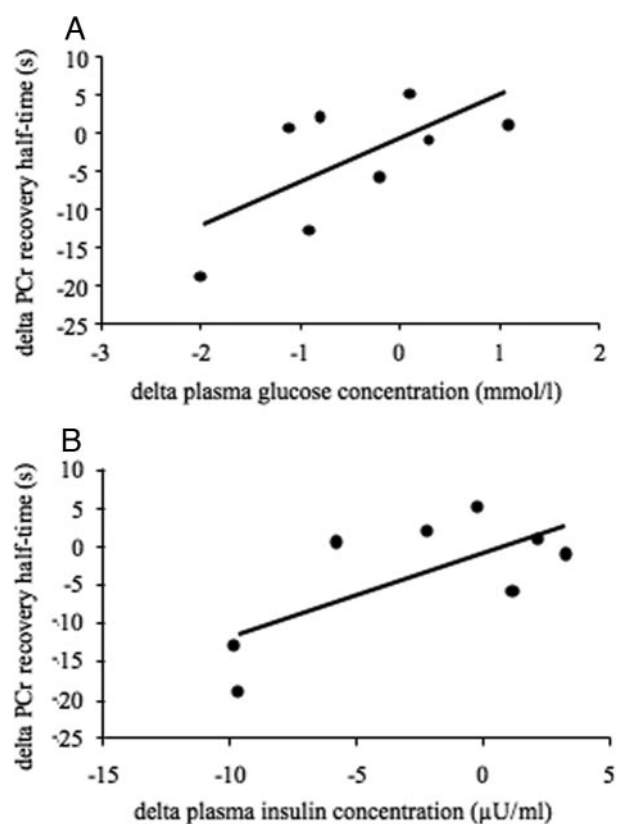 A
delta PCr recovery half-time (s)
10
5
0
-5
-10
-15
-20
-25
-3 -2 -1 0 1 2
delta plasma glucose concentration (mmol/l)
B
delta PCr recovery half-time (s)
10
5
0
-5
-10
-15
-20
-25
-15 -10 -5 0 5
delta plasma insulin concentration (µU/ml)